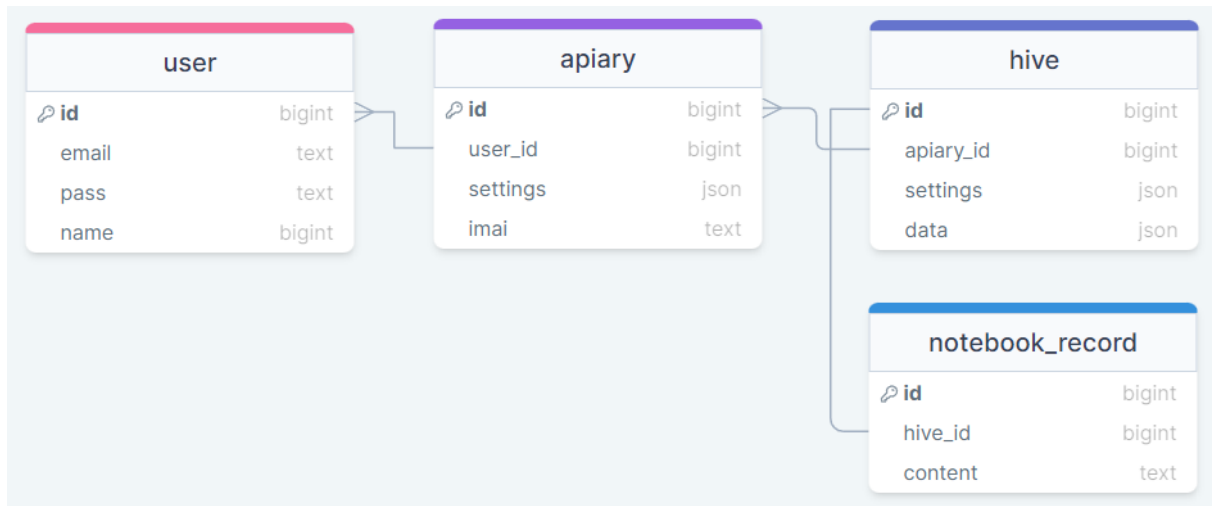 user
id bigint
email text
pass text
name bigint
apiary
id bigint
user_id bigint
settings json
imai text
hive
id bigint
apiary_id bigint
settings json
data json
notebook_record
id bigint
hive_id bigint
content text